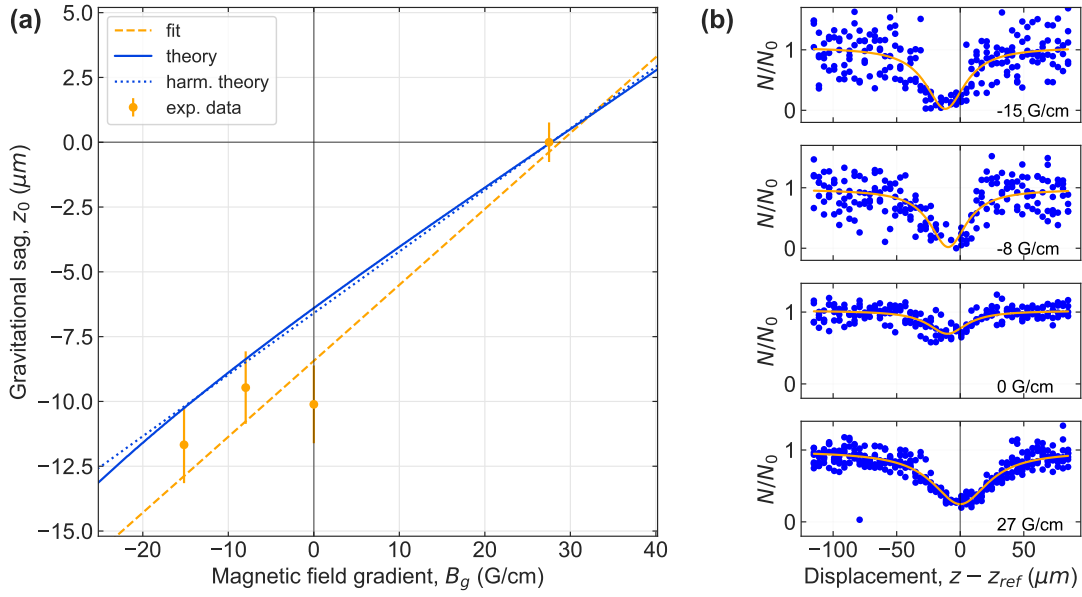 (a)
5.0
2.5
0.0
−2.5
−5.0
−7.5
−10.0
−12.5
−15.0
Gravitational sag, z₀ (μm)
fit
theory
harm. theory
exp. data
−20
−10
0
10
20
30
40
Magnetic field gradient, B_g (G/cm)
(b)
N/N₀
1
0
-15 G/cm
N/N₀
1
0
-8 G/cm
N/N₀
1
0
0 G/cm
N/N₀
1
0
27 G/cm
−100
−50
0
50
Displacement, z − z_ref (μm)